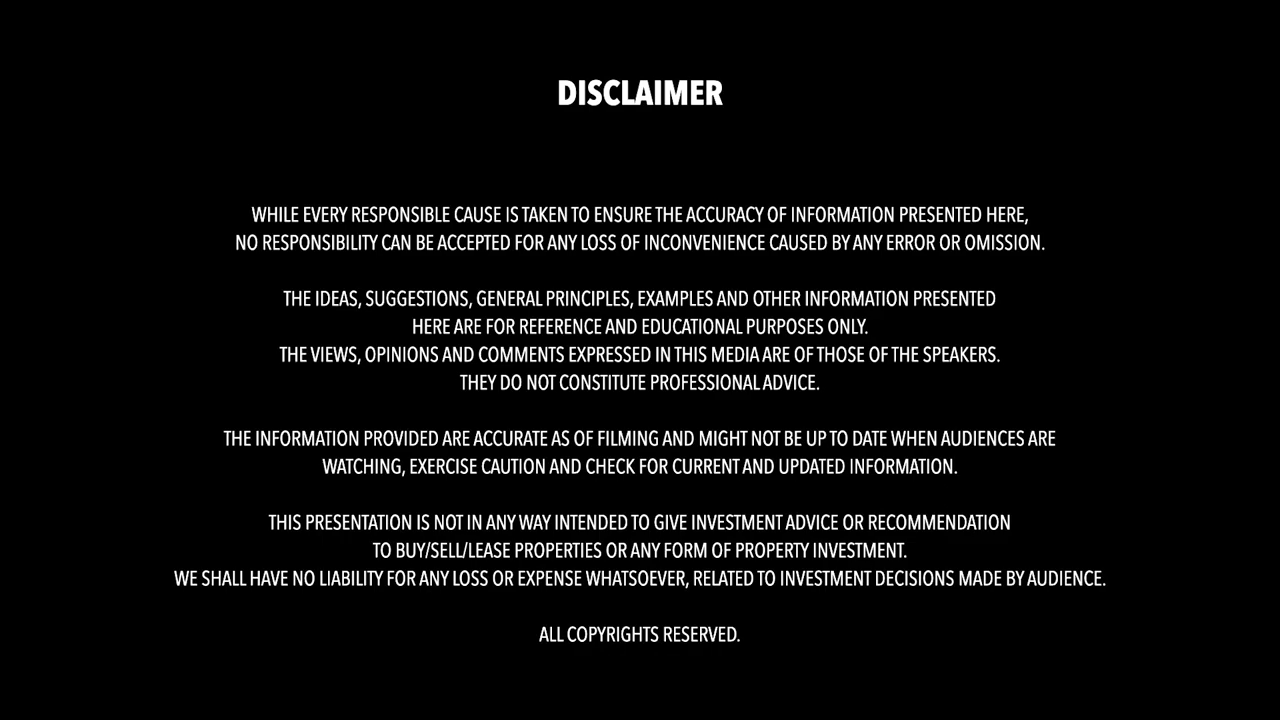 DISCLAIMER
WHILE EVERY RESPONSIBLE CAUSE IS TAKEN TO ENSURE THE ACCURACY OF INFORMATION PRESENTED HERE,
NO RESPONSIBILITY CAN BE ACCEPTED FOR ANY LOSS OF INCONVENIENCE CAUSED BY ANY ERROR OR OMISSION.
THE IDEAS, SUGGESTIONS, GENERAL PRINCIPLES, EXAMPLES AND OTHER INFORMATION PRESENTED
HERE ARE FOR REFERENCE AND EDUCATIONAL PURPOSES ONLY.
THE VIEWS, OPINIONS AND COMMENTS EXPRESSED IN THIS MEDIA ARE OF THOSE OF THE SPEAKERS.
THEY DO NOT CONSTITUTE PROFESSIONAL ADVICE.
THE INFORMATION PROVIDED ARE ACCURATE AS OF FILMING AND MIGHT NOT BE UP TO DATE WHEN AUDIENCES ARE
WATCHING, EXERCISE CAUTION AND CHECK FOR CURRENT AND UPDATED INFORMATION.
THIS PRESENTATION IS NOT IN ANY WAY INTENDED TO GIVE INVESTMENT ADVICE OR RECOMMENDATION
TO BUY/SELL/LEASE PROPERTIES OR ANY FORM OF PROPERTY INVESTMENT.
WE SHALL HAVE NO LIABILITY FOR ANY LOSS OR EXPENSE WHATSOEVER, RELATED TO INVESTMENT DECISIONS MADE BY AUDIENCE.
ALL COPYRIGHTS RESERVED.